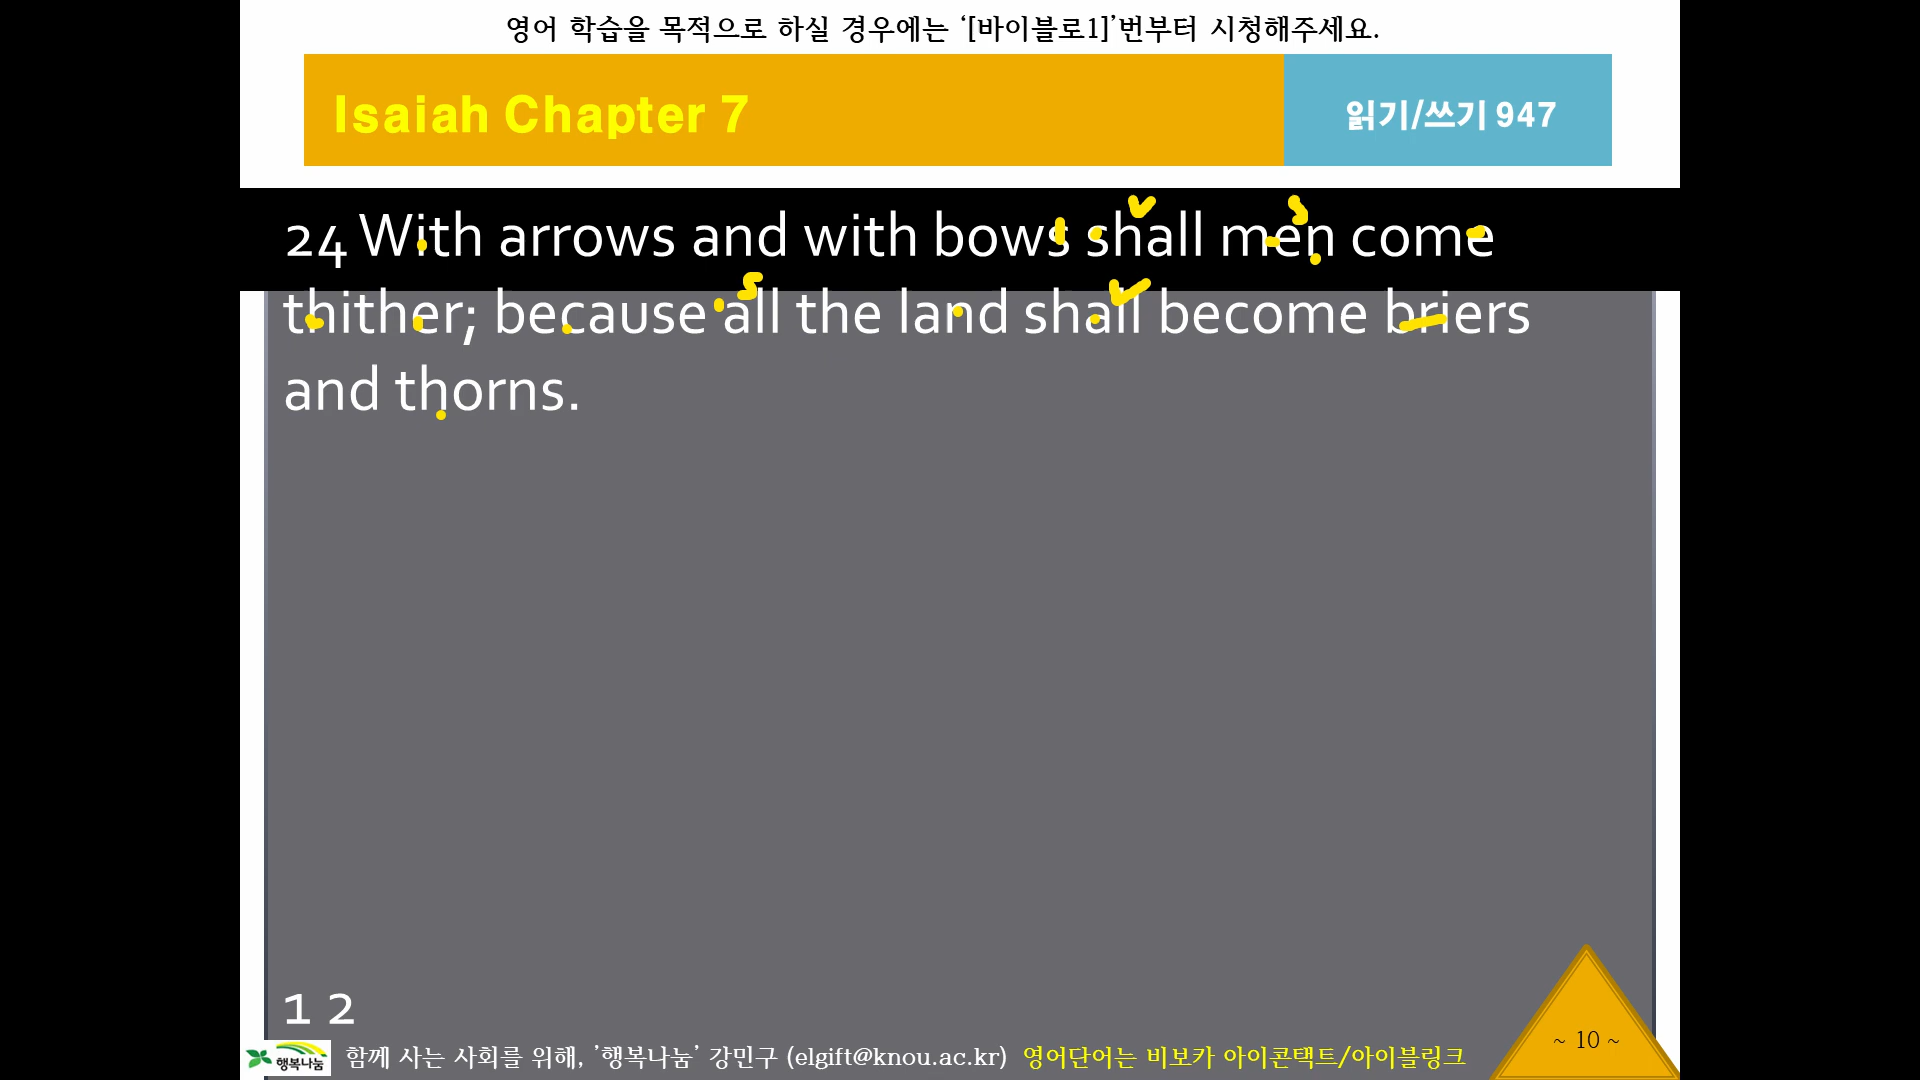 영어 학습을 목적으로 하실 경우에는 ‘[바이블로1]’번부터 시청해주세요.
Isaiah Chapter 7
읽기/쓰기 947
24 With arrows and with bows shall men come
thither; because all the land shall become briers
and thorns.
1 2
~ 10 ~
행복나눔
함께 사는 사회를 위해, ’행복나눔’ 강민구 (elgift@knou.ac.kr) 영어단어는 비보카 아이콘택트/아이블링크